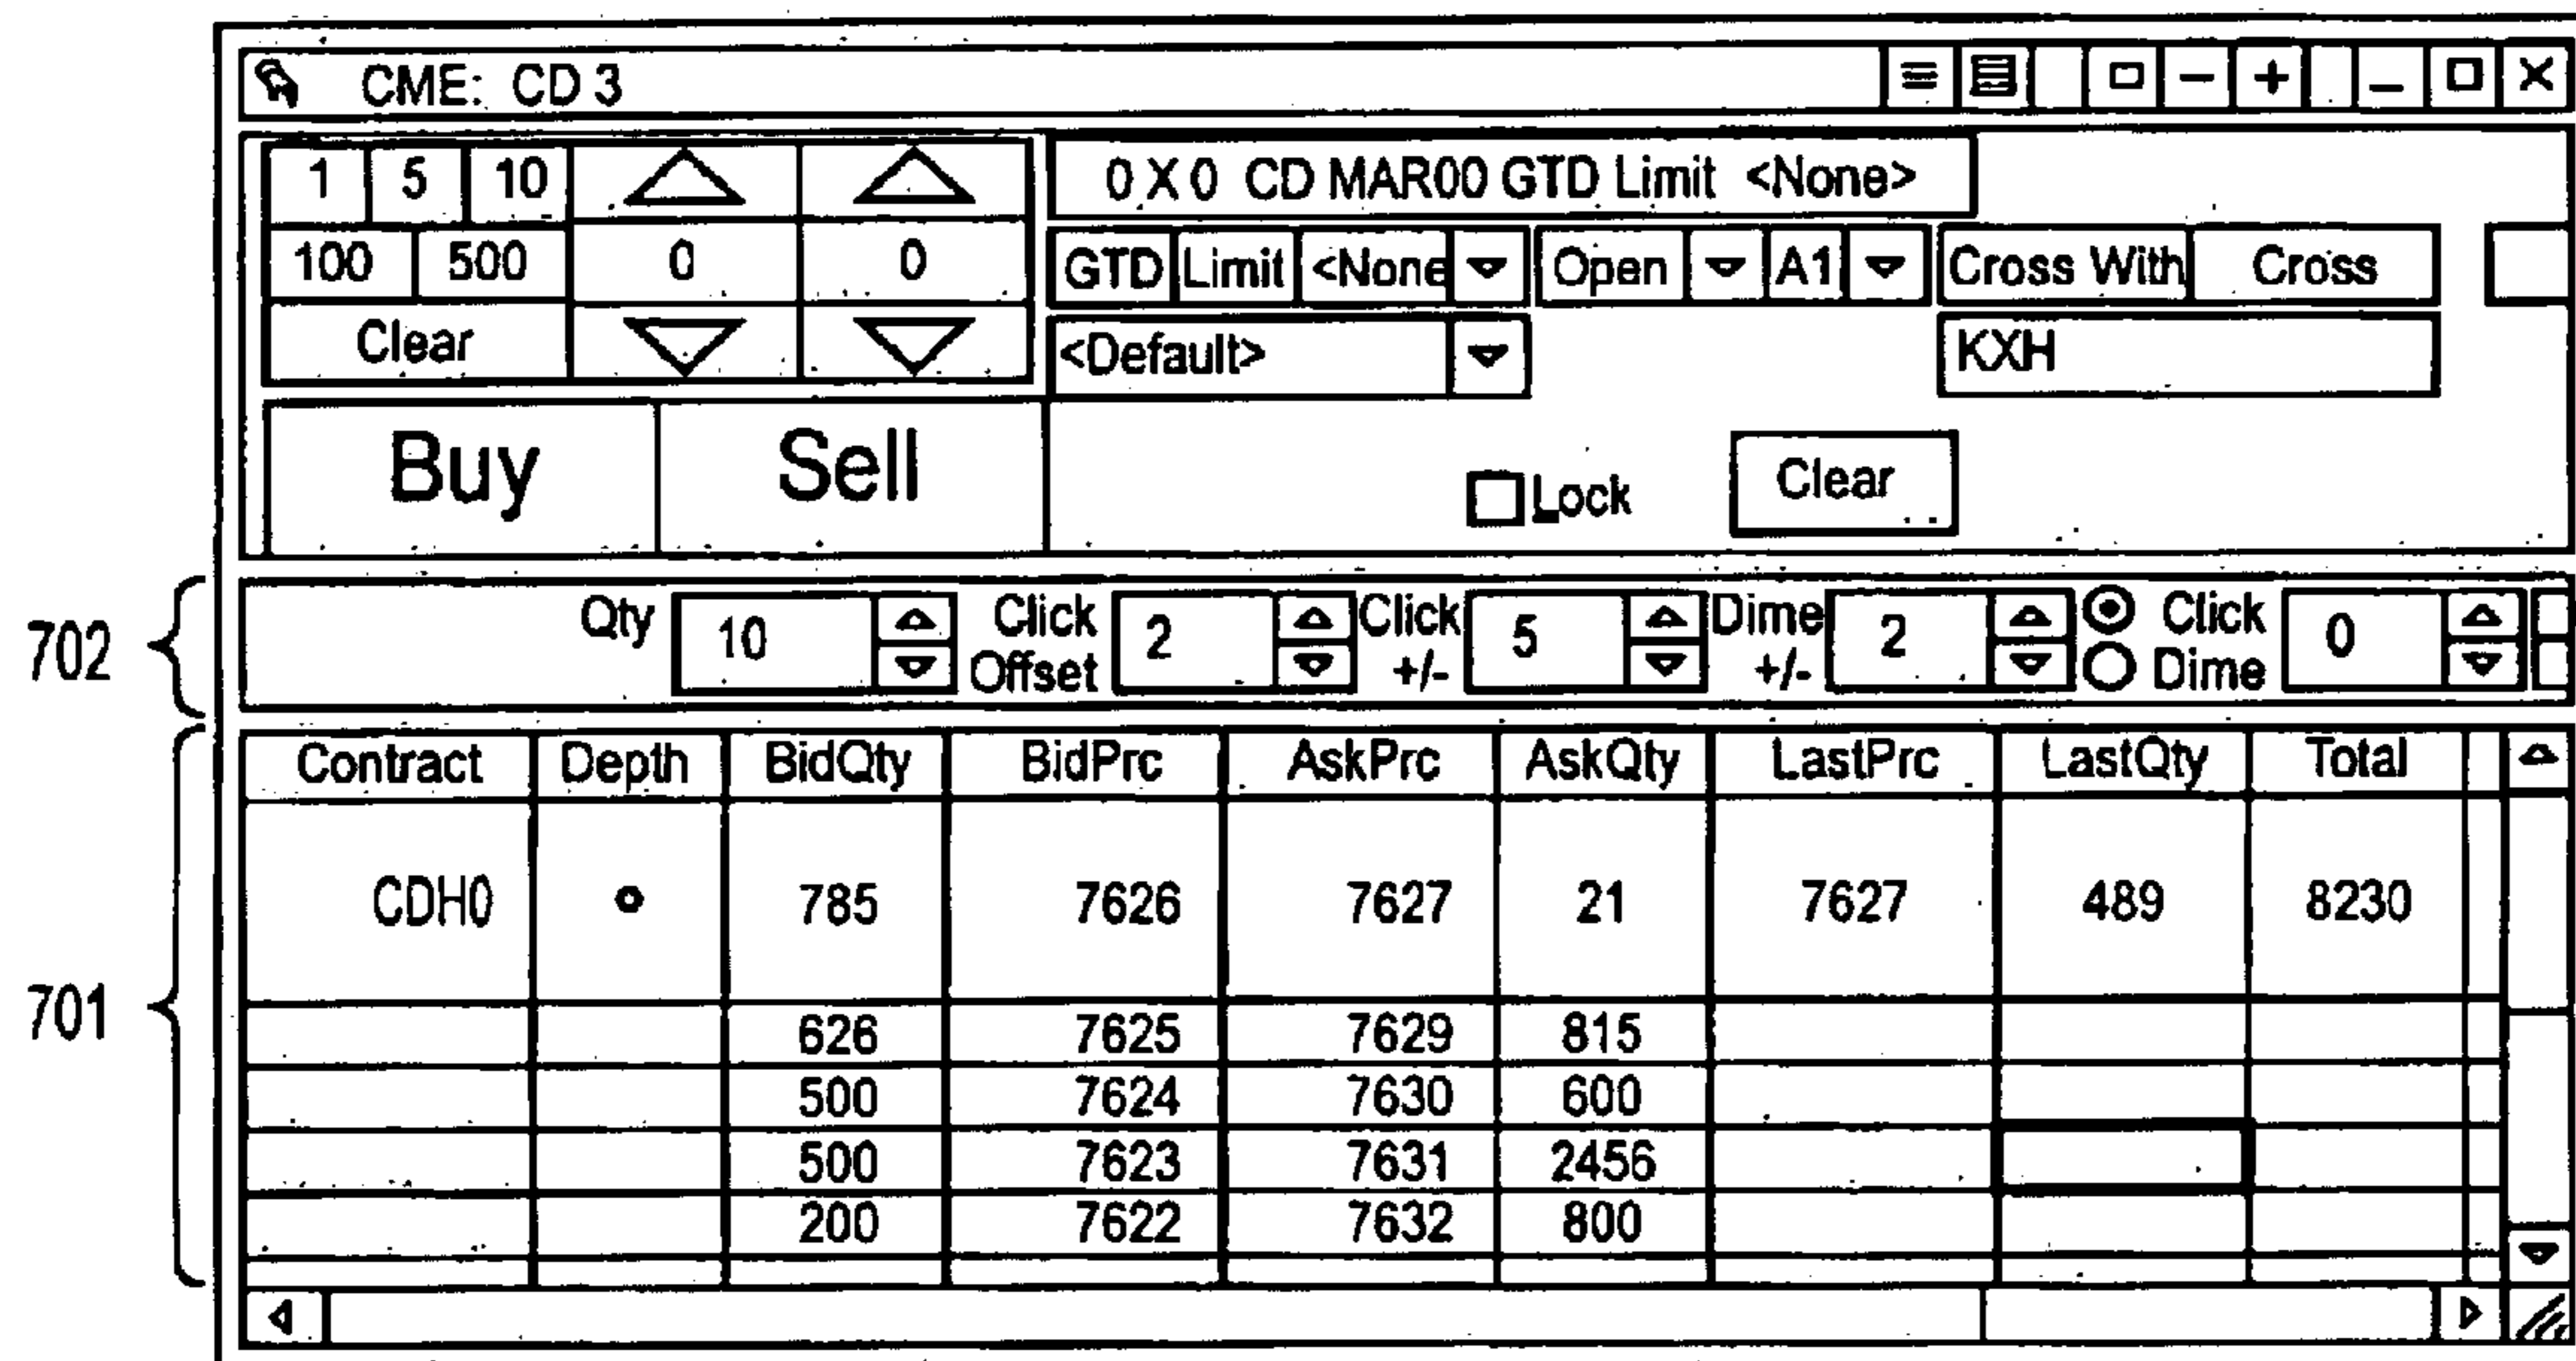 CME: CD 3
1 5 10
0 X 0 CD MAR00 GTD Limit <None>
100 500 0 0 GTD Limit <None Open A1 Cross With Cross
Clear <Default> KXH
Buy Sell Lock Clear
702
Qty 10 Click Offset 2 Click +/- 5 Dime +/- 2 Click Dime 0
Contract Depth BidQty BidPrc AskPrc AskQty LastPrc LastQty Total
CDH0 785 7626 7627 21 7627 489 8230
701
626 7625 7629 815
500 7624 7630 600
500 7623 7631 2456
200 7622 7632 800